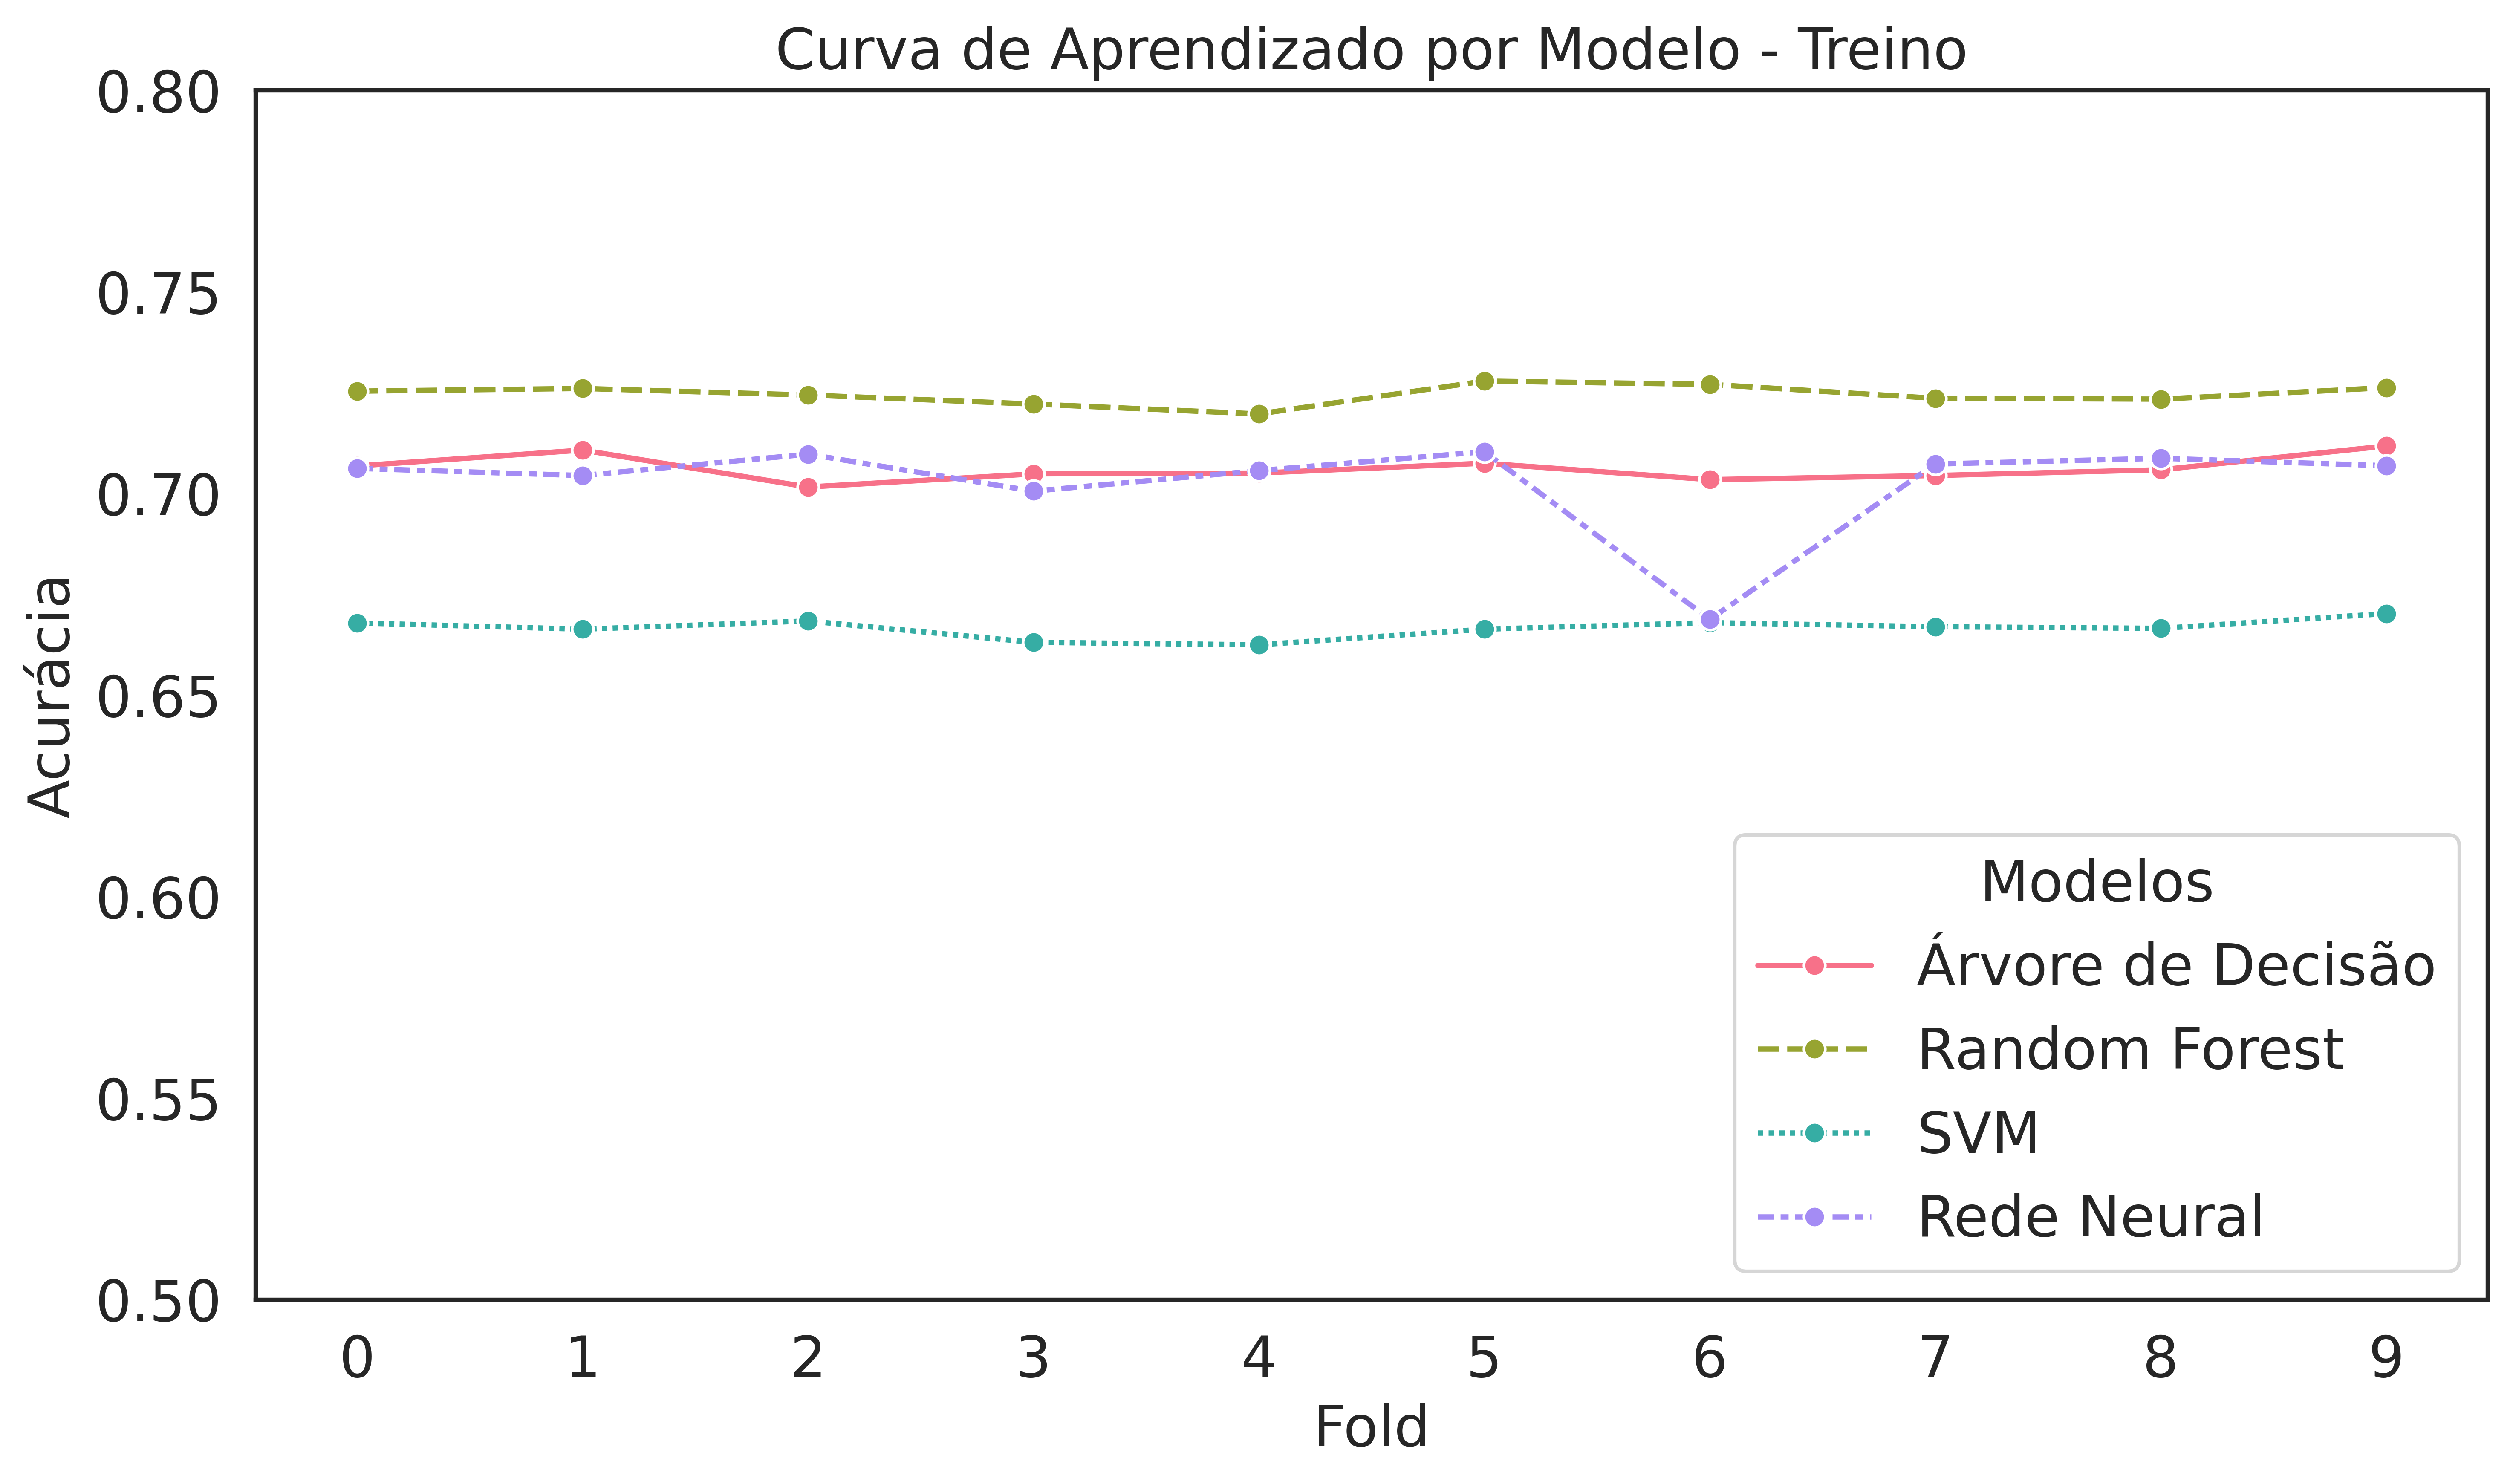 Curva de Aprendizado por Modelo - Treino
0.80
0.75
0.70
0.65
0.60
0.55
0.50
Acurácia
0 1 2 3 4 5 6 7 8 9
Fold
Modelos
Árvore de Decisão
Random Forest
SVM
Rede Neural